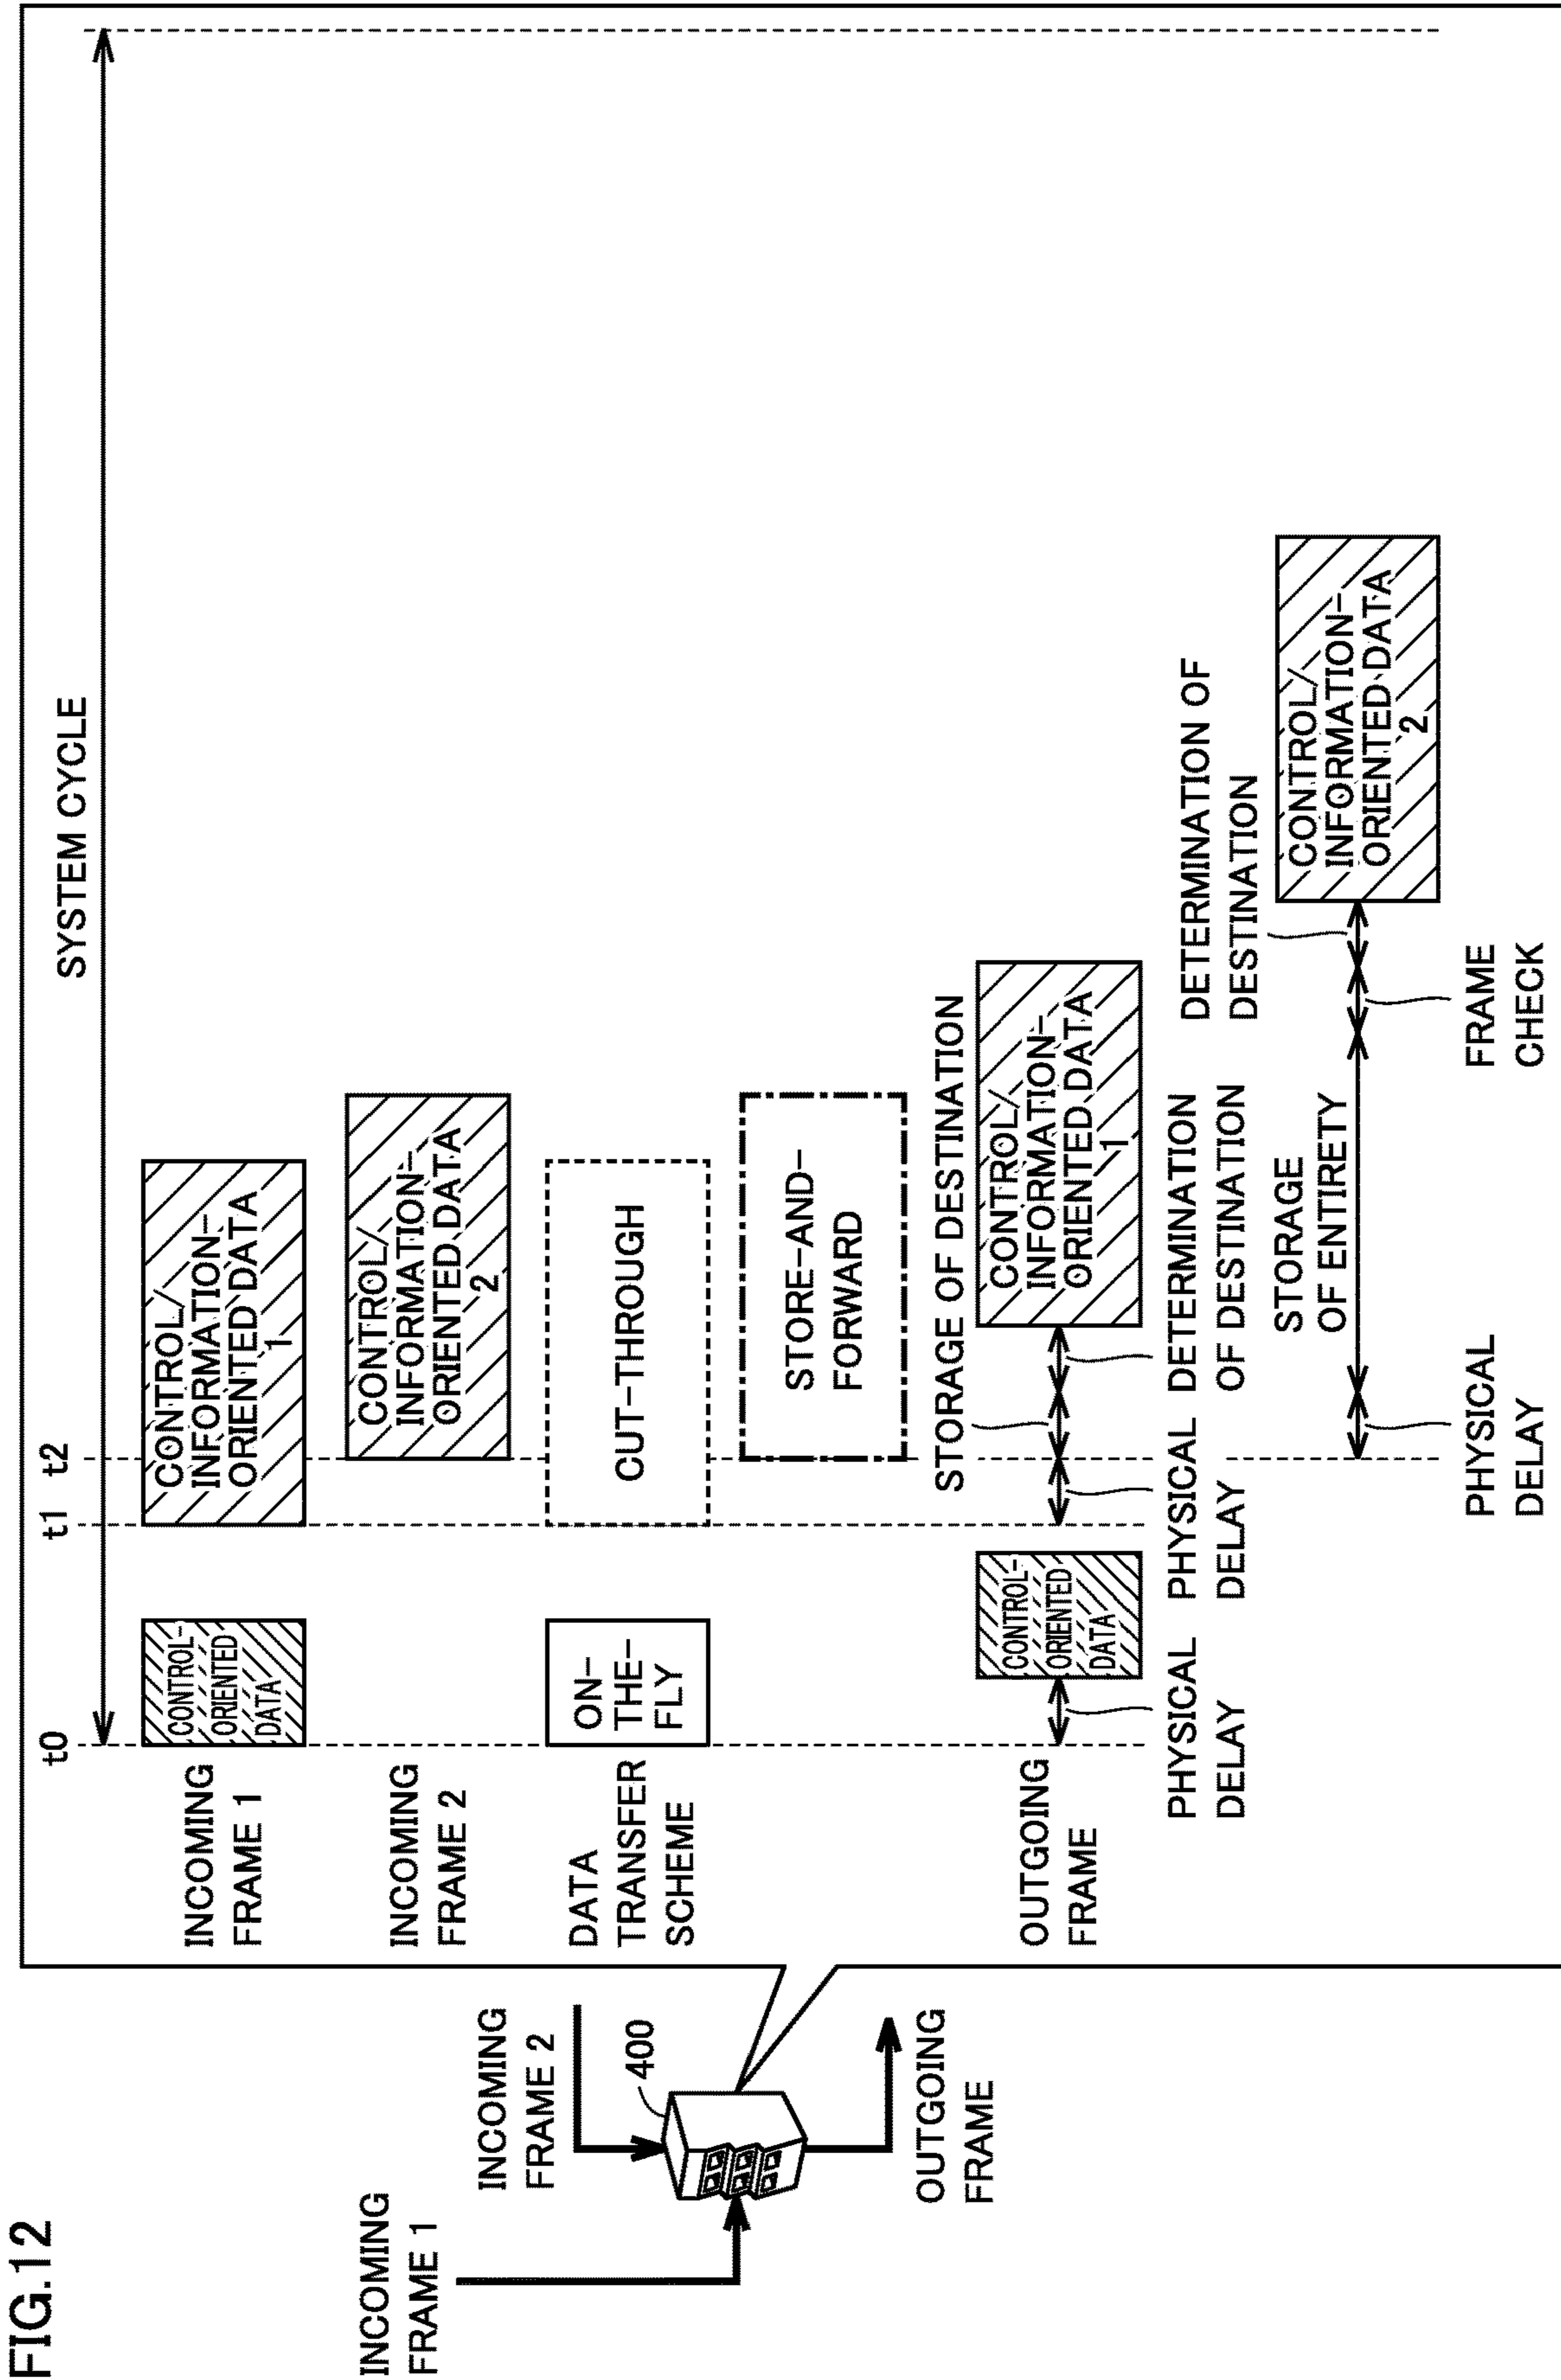 FIG.12
INCOMING
FRAME 1
INCOMING
FRAME 2
400
OUTGOING
FRAME
SYSTEM CYCLE
t0
t1
t2
INCOMING
FRAME 1
CONTROL-
ORIENTED
DATA
CONTROL/
INFORMATION-
ORIENTED DATA
1
INCOMING
FRAME 2
CONTROL/
INFORMATION-
ORIENTED DATA
2
DATA
TRANSFER
SCHEME
ON-
THE-
FLY
CUT-THROUGH
STORE-AND-
FORWARD
STORAGE OF DESTINATION
OUTGOING
FRAME
CONTROL-
ORIENTED
DATA
CONTROL/
INFORMATION-
ORIENTED DATA
1
PHYSICAL
DELAY
PHYSICAL
DELAY
DETERMINATION
OF DESTINATION
DETERMINATION OF
DESTINATION
STORAGE
OF ENTIRETY
CONTROL/
INFORMATION-
ORIENTED DATA
2
PHYSICAL
DELAY
FRAME
CHECK